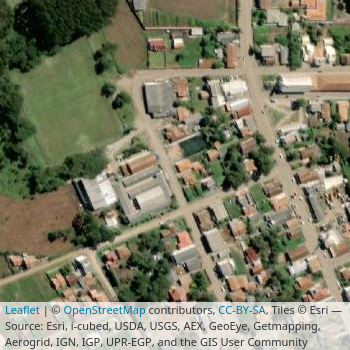 Leaflet | © OpenStreetMap contributors, CC-BY-SA, Tiles © Esri —
Source: Esri, i-cubed, USDA, USGS, AEX, GeoEye, Getmapping,
Aerogrid, IGN, IGP, UPR-EGP, and the GIS User Community